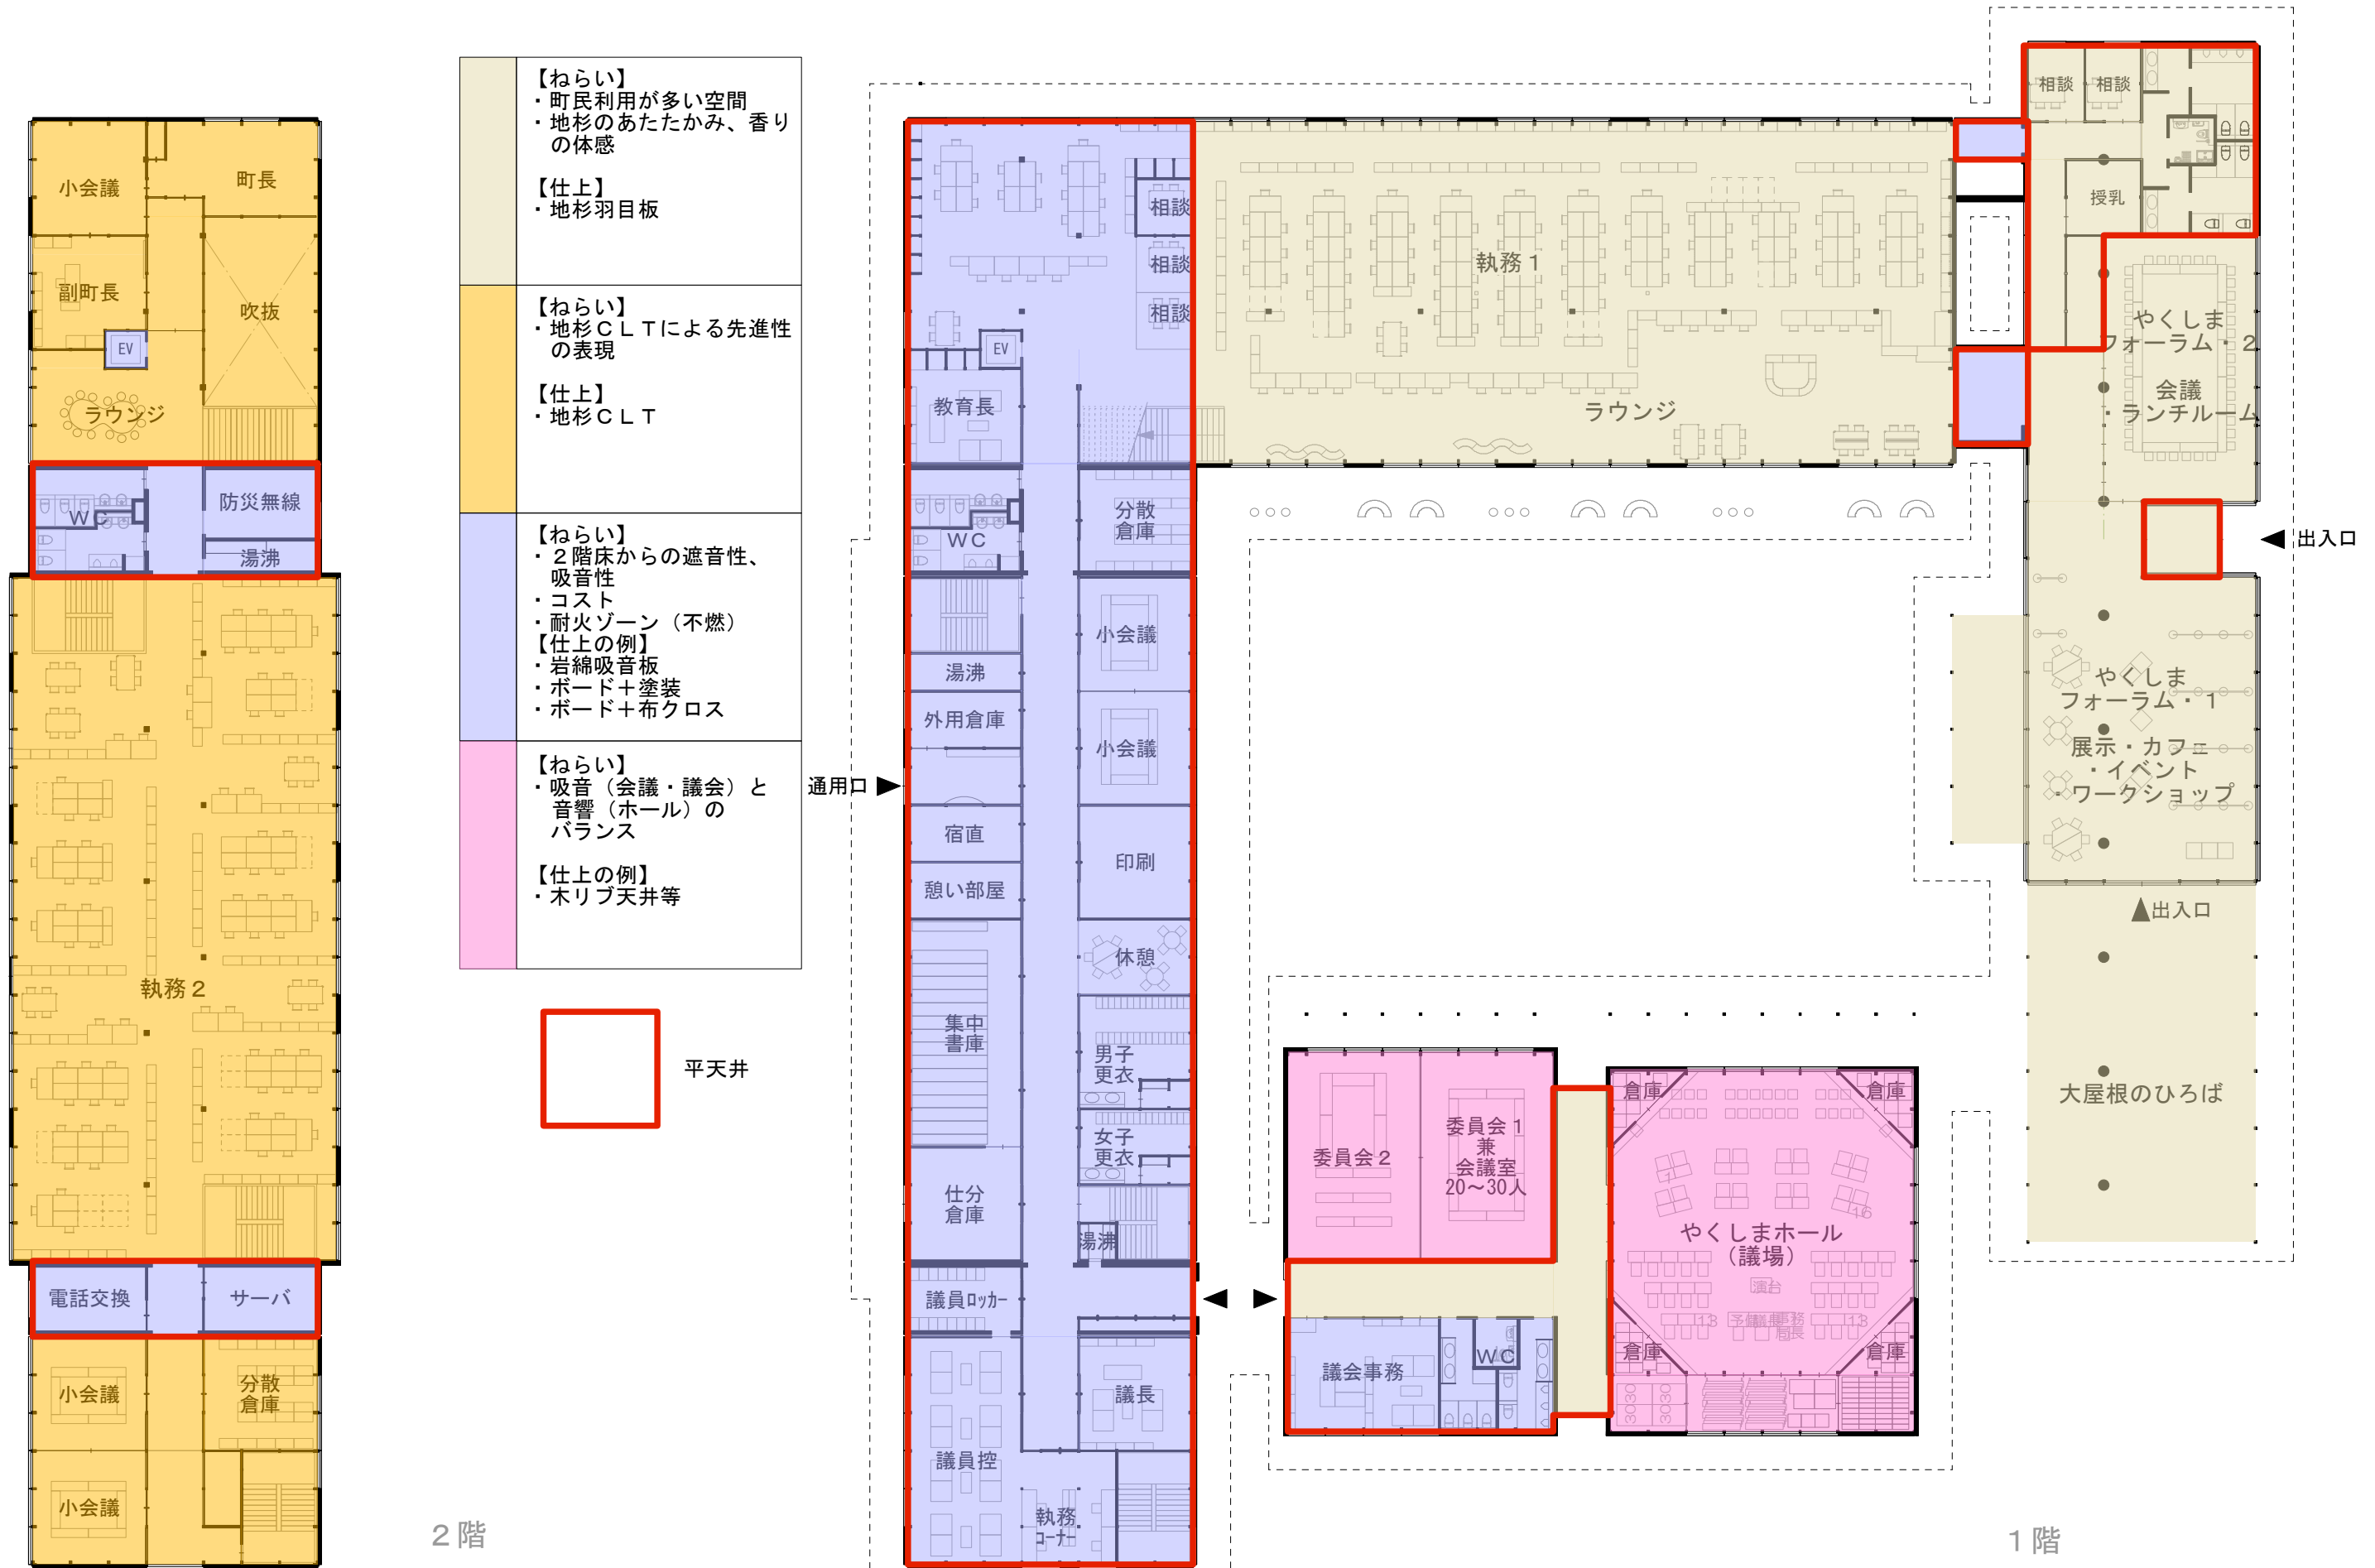 小会議
町長
副町長
吹抜
EV
ラウンジ
WC
防災無線
湯沸
執務2
電話交換
サーバ
小会議
分散
倉庫
小会議
2階
【ねらい】
・町民利用が多い空間
・地杉のあたたかみ、香り
の体感
【仕上】
・地杉羽目板
【ねらい】
・地杉CLTによる先進性
の表現
【仕上】
・地杉CLT
【ねらい】
・2階床からの遮音性、
吸音性
・コスト
・耐火ゾーン（不燃）
【仕上の例】
・岩綿吸音板
・ボード＋塗装
・ボード＋布クロス
【ねらい】
・吸音（会議・議会）と
音響（ホール）の
バランス
【仕上の例】
・木リブ天井等
平天井
相談
相談
相談
EV
教育長
WC
分散
倉庫
小会議
湯沸
外用倉庫
小会議
通用口
宿直
印刷
憩い部屋
休憩
集中
書庫
男子
更衣
女子
更衣
仕分
倉庫
湯沸
議員ロッカー
議長
議員控
執務
コーナー
執務1
ラウンジ
相談
相談
授乳
やくしま
フォーラム・2
会議
・ランチルーム
出入口
やくしま
フォーラム・1
展示・カフェ
・イベント
・ワークショップ
出入口
大屋根のひろば
委員会2
委員会1
兼
会議室
20～30人
議会事務
WC
倉庫
倉庫
やくしまホール
（議場）
16
演台
13
予備
議長
事務
局長
13
倉庫
倉庫
3030
3030
1階